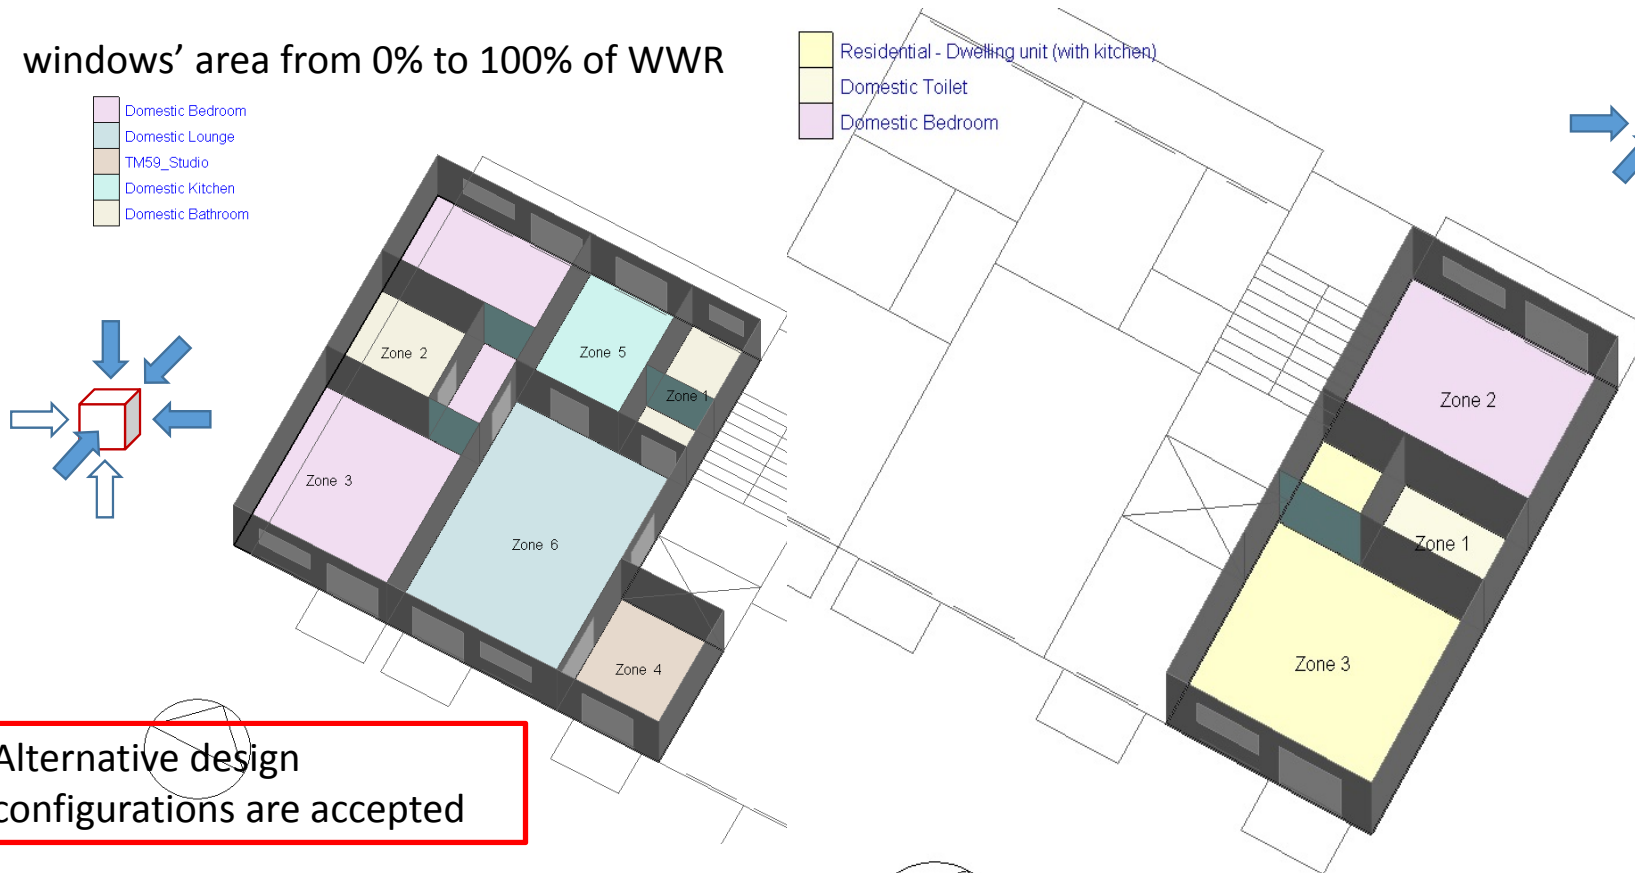 windows’ area from 0% to 100% of WWR
Domestic Bedroom
Domestic Lounge
TM59_Studio
Domestic Kitchen
Domestic Bathroom
Zone 2
Zone 5
Zone 1
Zone 3
Zone 6
Zone 4
Alternative design
configurations are accepted
Residential - Dwelling unit (with kitchen)
Domestic Toilet
Domestic Bedroom
Zone 2
Zone 1
Zone 3